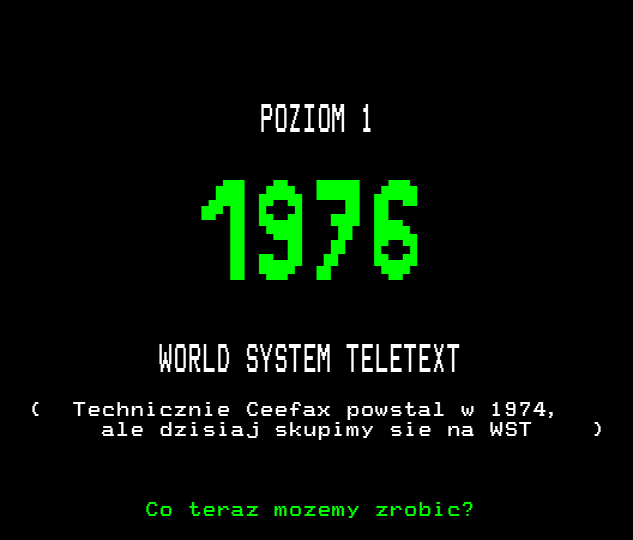 POZIOM 1
1976
WORLD SYSTEM TELETEXT
( Technicznie Ceefax powstal w 1974,
ale dzisiaj skupimy sie na WST )
Co teraz mozemy zrobic?